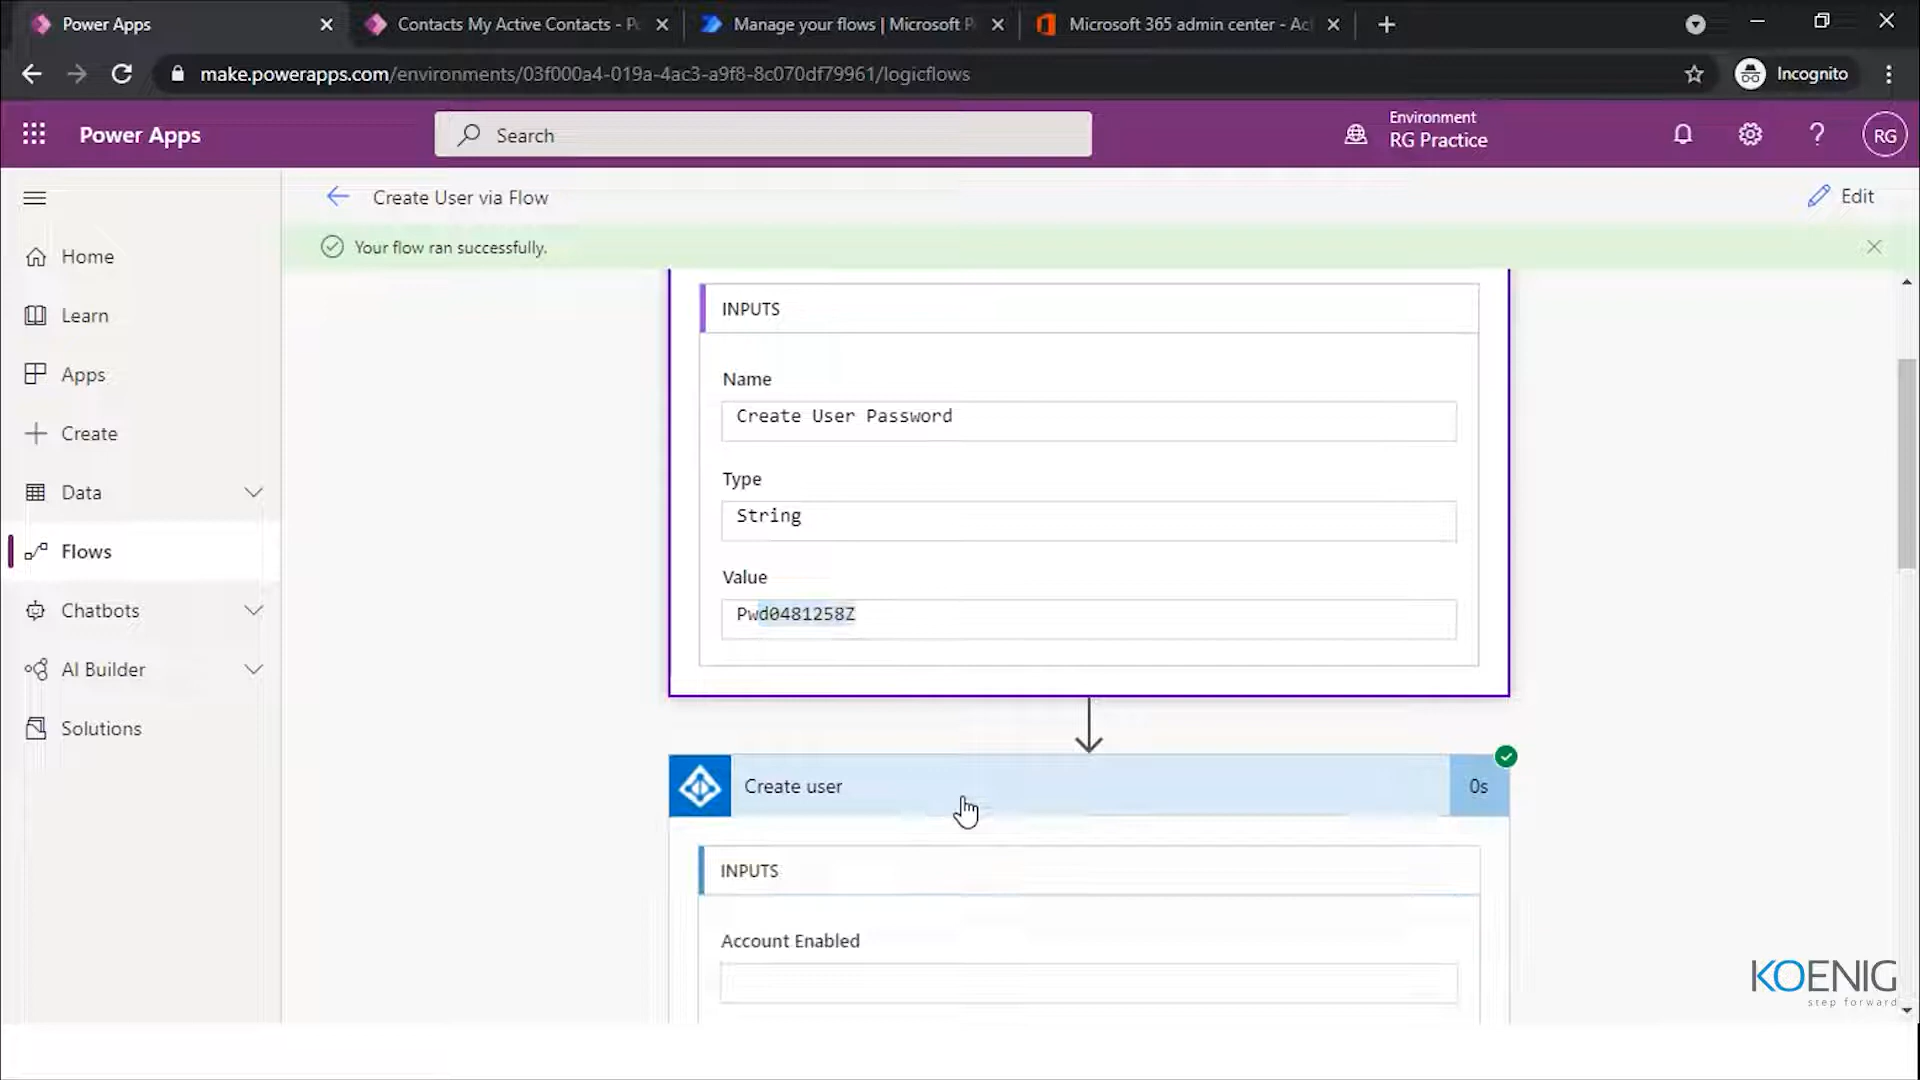 Power Apps
Contacts My Active Contacts - Po
Manage your flows | Microsoft P
Microsoft 365 admin center - Ac
make.powerapps.com/environments/03f000a4-019a-4ac3-a9f8-8c070df79961/logicflows
Incognito
Power Apps
Search
Environment
RG Practice
RG
Create User via Flow
Edit
Your flow ran successfully.
Home
Learn
Apps
Create
Data
Flows
Chatbots
AI Builder
Solutions
INPUTS
Name
Create User Password
Type
String
Value
Pwd0481258Z
Create user
0s
INPUTS
Account Enabled
KOENIG
step forward